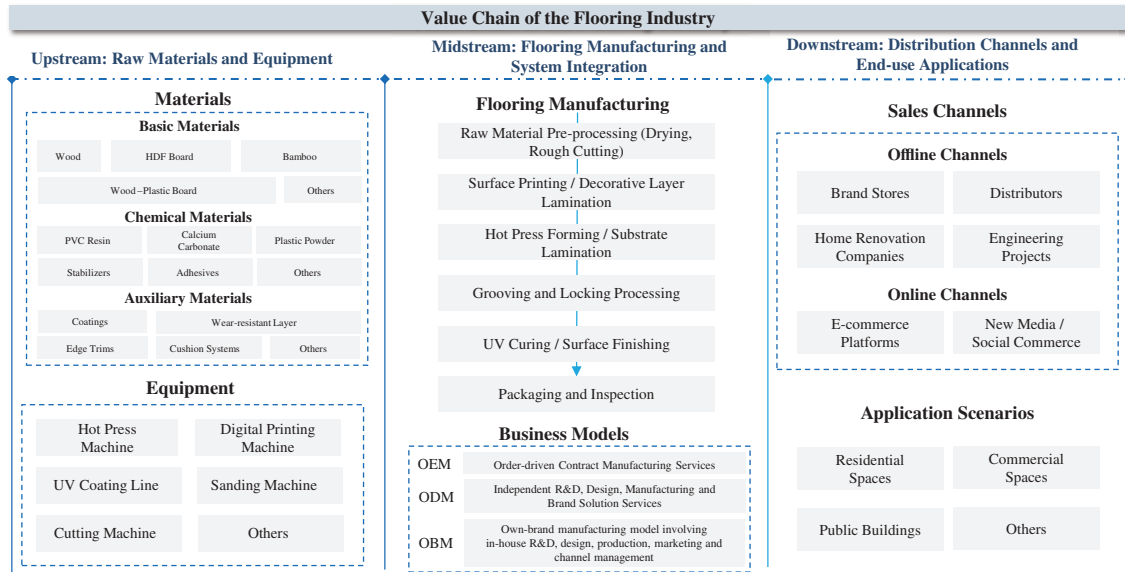 Value Chain of the Flooring Industry
Upstream: Raw Materials and Equipment
Materials
Basic Materials
Wood
HDF Board
Bamboo
Wood–Plastic Board
Others
Chemical Materials
PVC Resin
Calcium
Carbonate
Plastic Powder
Stabilizers
Adhesives
Others
Auxiliary Materials
Coatings
Wear-resistant Layer
Edge Trims
Cushion Systems
Others
Equipment
Hot Press
Machine
Digital Printing
Machine
UV Coating Line
Sanding Machine
Cutting Machine
Others
Midstream: Flooring Manufacturing and
System Integration
Flooring Manufacturing
Raw Material Pre-processing (Drying,
Rough Cutting)
Surface Printing / Decorative Layer
Lamination
Hot Press Forming / Substrate
Lamination
Grooving and Locking Processing
UV Curing / Surface Finishing
Packaging and Inspection
Business Models
OEM
Order-driven Contract Manufacturing Services
ODM
Independent R&D, Design, Manufacturing and
Brand Solution Services
OBM
Own-brand manufacturing model involving
in-house R&D, design, production, marketing and
channel management
Downstream: Distribution Channels and
End-use Applications
Sales Channels
Offline Channels
Brand Stores
Distributors
Home Renovation
Companies
Engineering
Projects
Online Channels
E-commerce
Platforms
New Media /
Social Commerce
Application Scenarios
Residential
Spaces
Commercial
Spaces
Public Buildings
Others